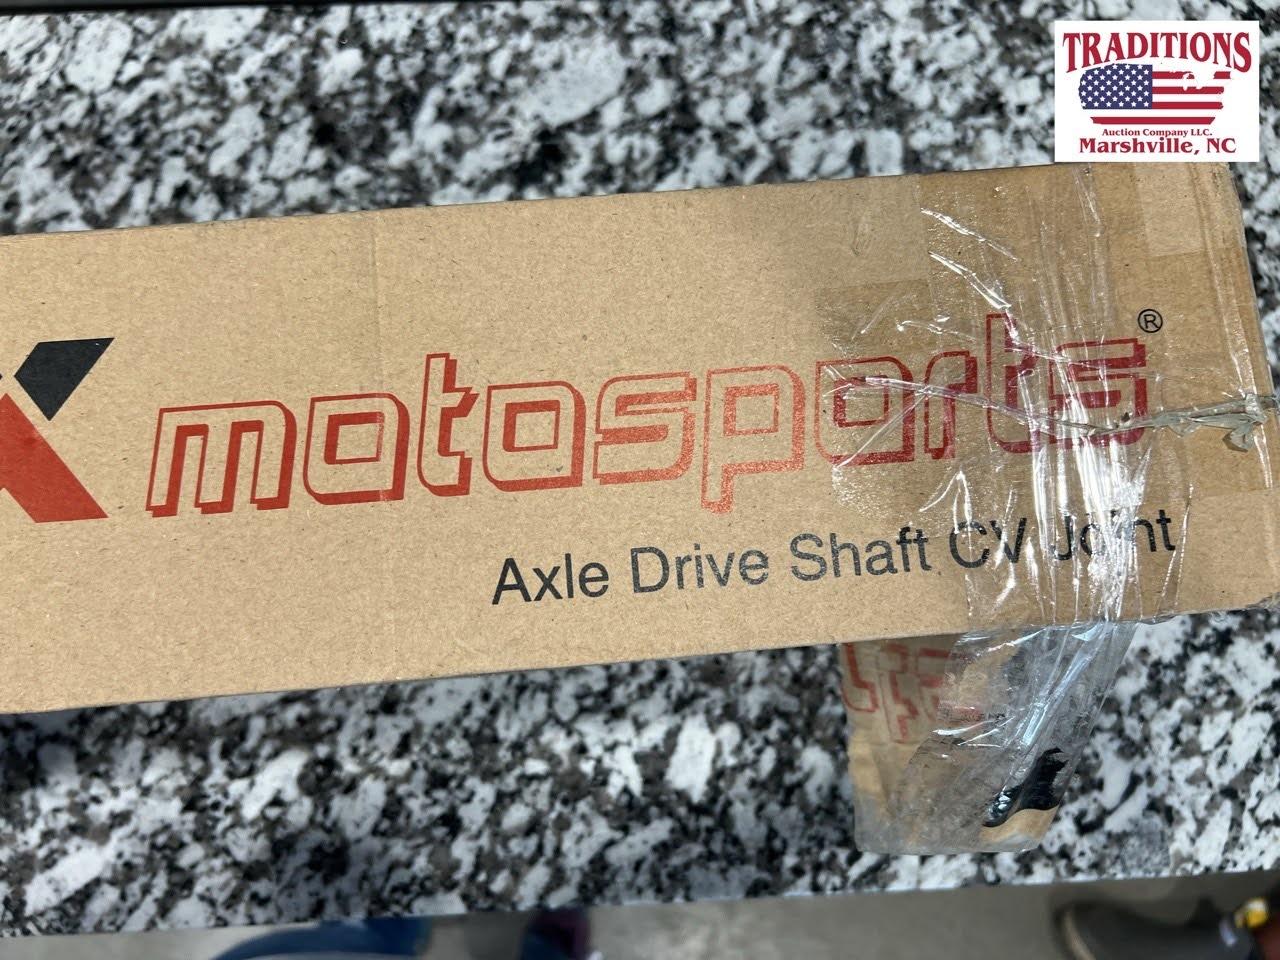 TRADITIONS
Auction Company LLC.
Marshville, NC
X motosports®
Axle Drive Shaft CV Joint